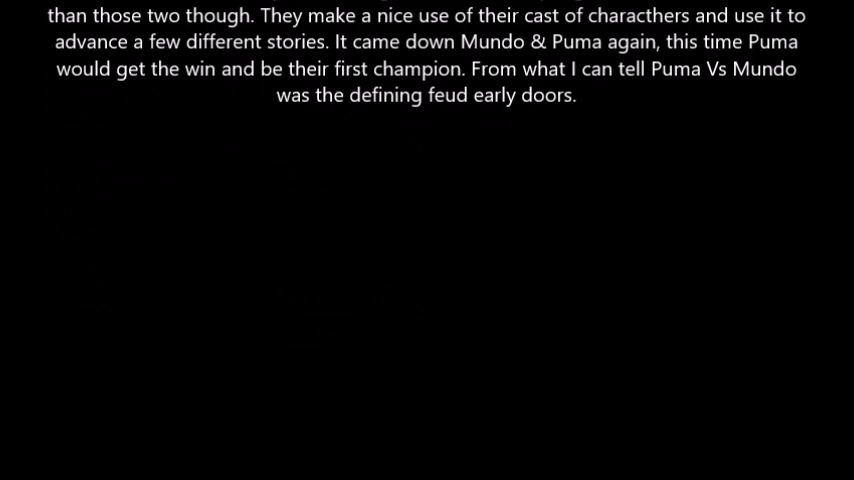 than those two though. They make a nice use of their cast of characthers and use it to
advance a few different stories. It came down Mundo & Puma again, this time Puma
would get the win and be their first champion. From what I can tell Puma Vs Mundo
was the defining feud early doors.